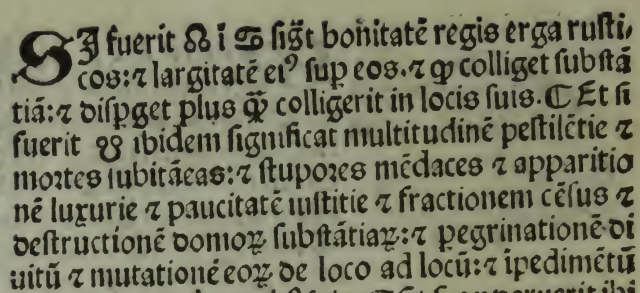 SI fuerit ☊ ī ♋ sigt̄ bonitatē regis erga rusti⸗
cos:⁊ largitatē ei⁹ sup eos.⁊ ꝙ colliget substā
tiā:⁊ dispget plus q̄ꝫ colligerit in locis suis.⁋ Et si
fuerit ☋ ibidem significat multitudinē pestilētie ⁊
mortes subitāeas:⁊ stupores mēdaces ⁊ apparitio
nē luxurie ⁊ paucitatē iustitie ⁊ fractionem cēsus ⁊
destructionē domoꝝ substātiaꝝ:⁊ pegrinationē di
uitū ⁊ mutationē eoꝝ de loco ad locū:⁊ īpedimētū